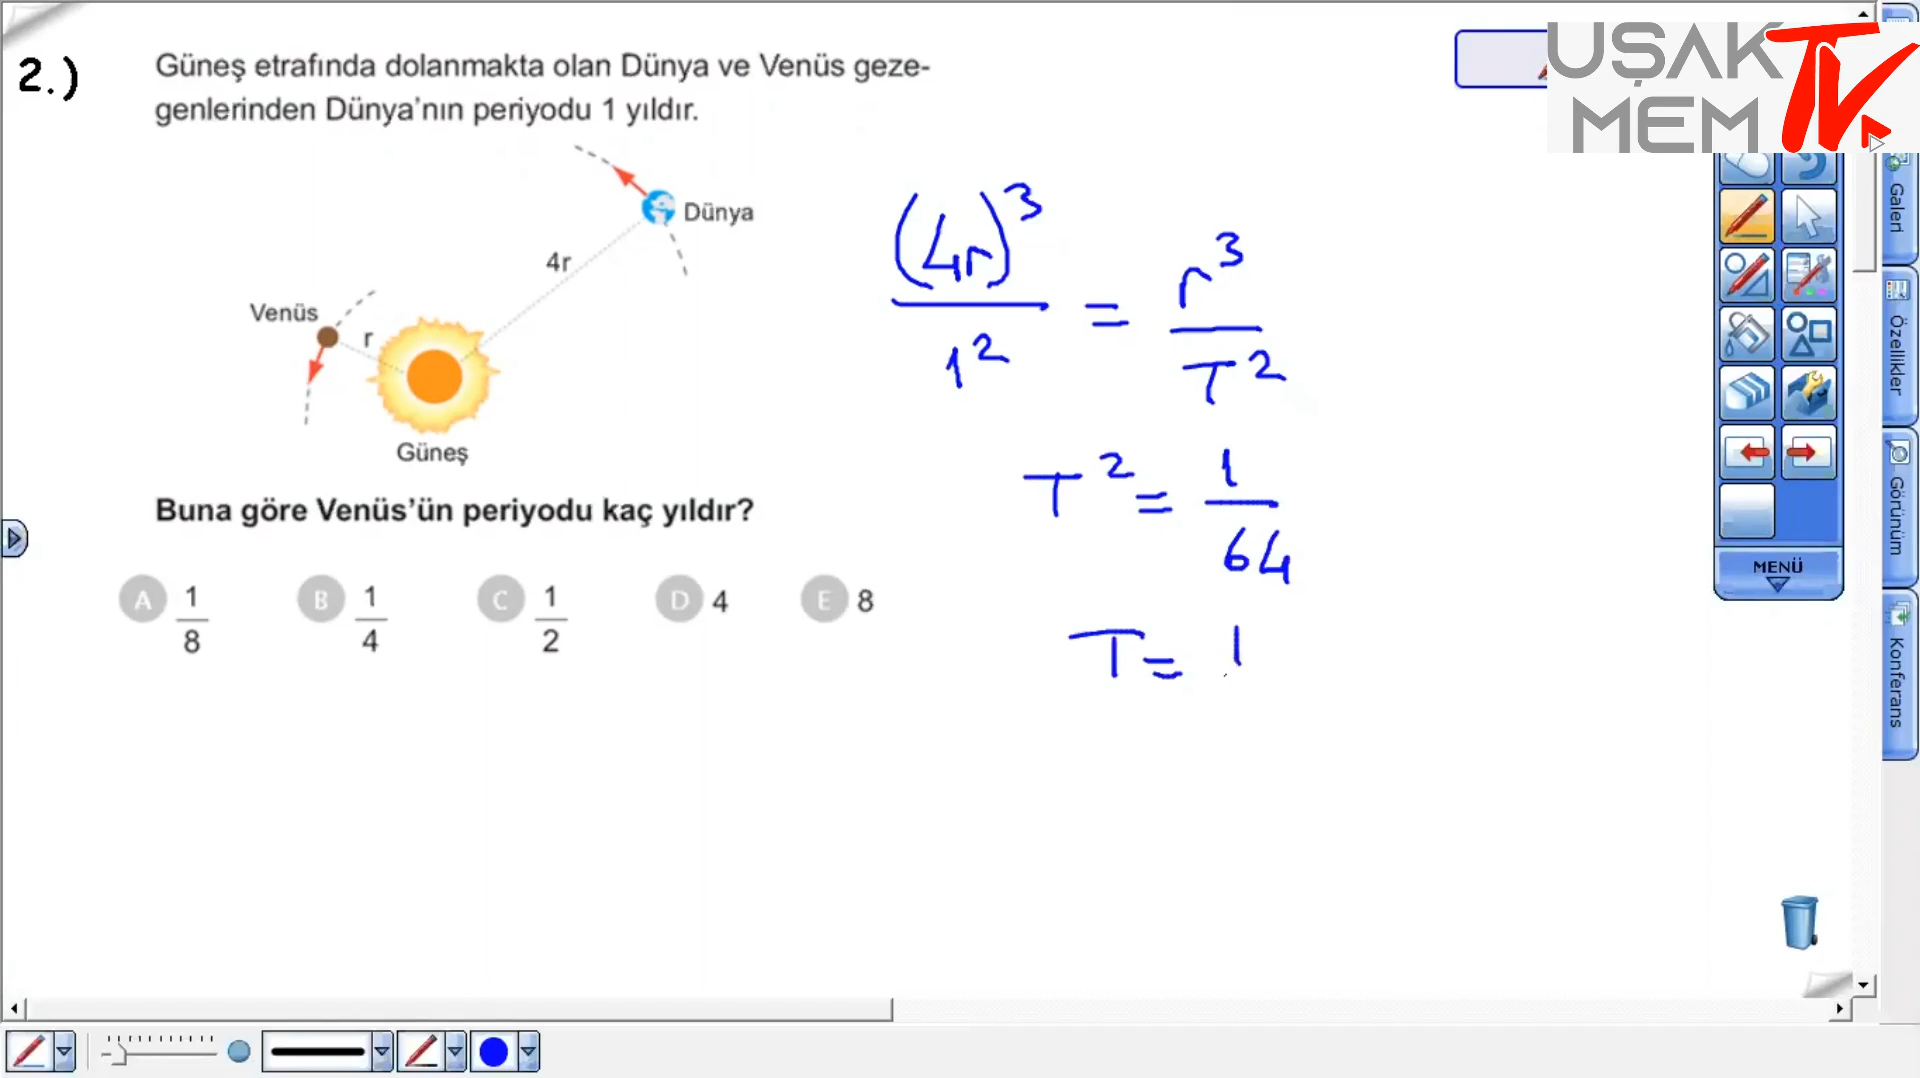 2.)
Güneş etrafında dolanmakta olan Dünya ve Venüs geze-
genlerinden Dünya'nın periyodu 1 yıldır.
Dünya
4r
Venüs
r
Güneş
Buna göre Venüs'ün periyodu kaç yıldır?
A 1/8 B 1/4 C 1/2 D 4 E 8
(4r)³/1² = r³/T²
T² = 1/64
T = 1
UŞAK
MEM
TV
MENÜ
Galeri
Özellikler
Görünüm
Konferans